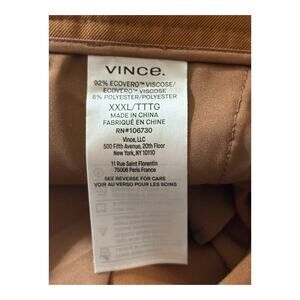 VINCE.
92% ECOVERO™ VISCOSE/
ECOVERO™ VISCOSE
8% POLYESTER/POLYESTER
XXXL/TTTG
MADE IN CHINA
FABRIQUÉ EN CHINE
RN#106730
Vince, LLC
500 Fifth Avenue, 20th Floor
New York, NY 10110
11 Rue Saint Florentin
75008 Paris France
SEE REVERSE FOR CARE
VOIR AU VERSO POUR LES SOINS